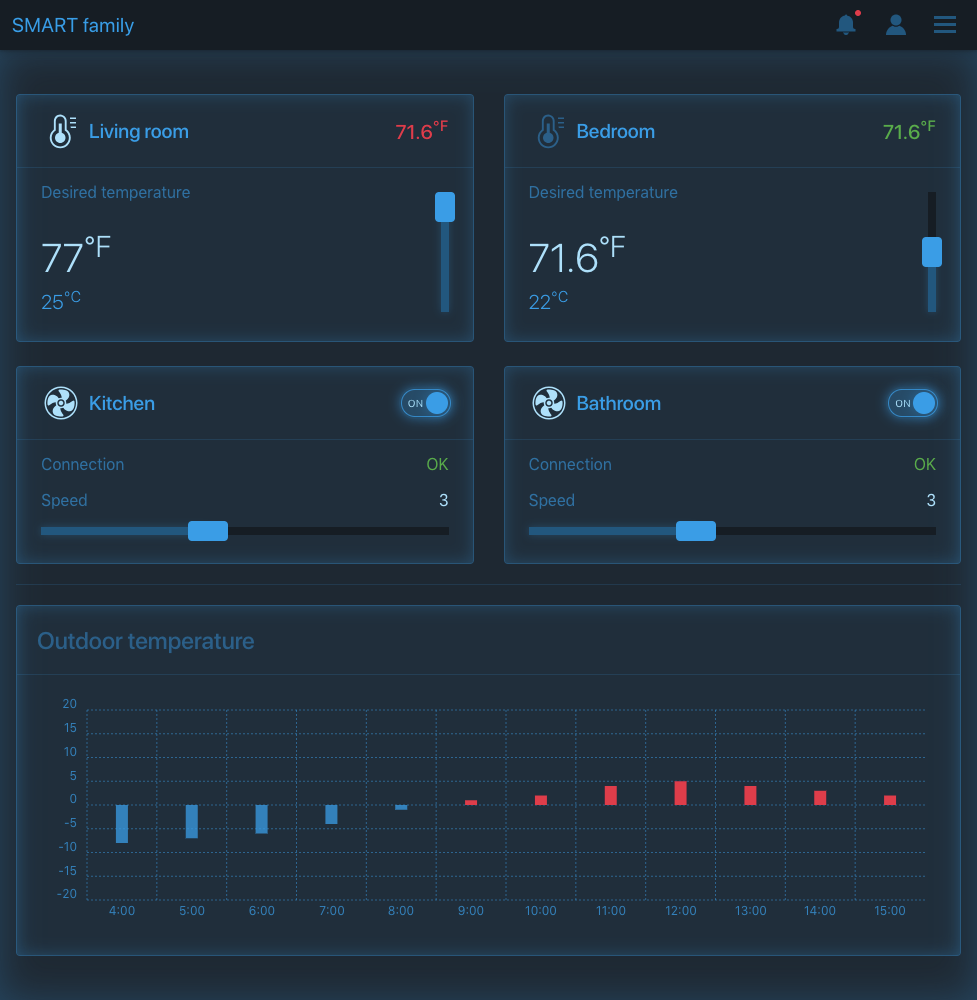 SMART family
Living room 71.6°F
Desired temperature
77°F
25°C
Bedroom 71.6°F
Desired temperature
71.6°F
22°C
Kitchen ON
Connection OK
Speed 3
Bathroom ON
Connection OK
Speed 3
Outdoor temperature
20
15
10
5
0
-5
-10
-15
-20
4:00 5:00 6:00 7:00 8:00 9:00 10:00 11:00 12:00 13:00 14:00 15:00